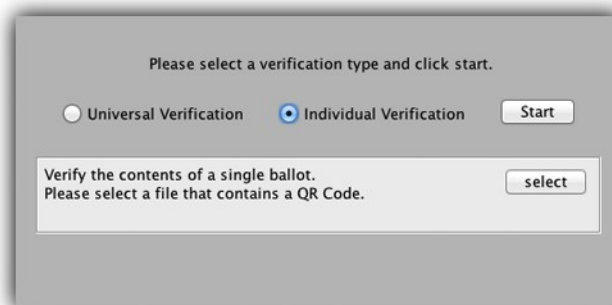 Please select a verification type and click start.
Universal Verification Individual Verification Start
Verify the contents of a single ballot.
Please select a file that contains a QR Code.
select